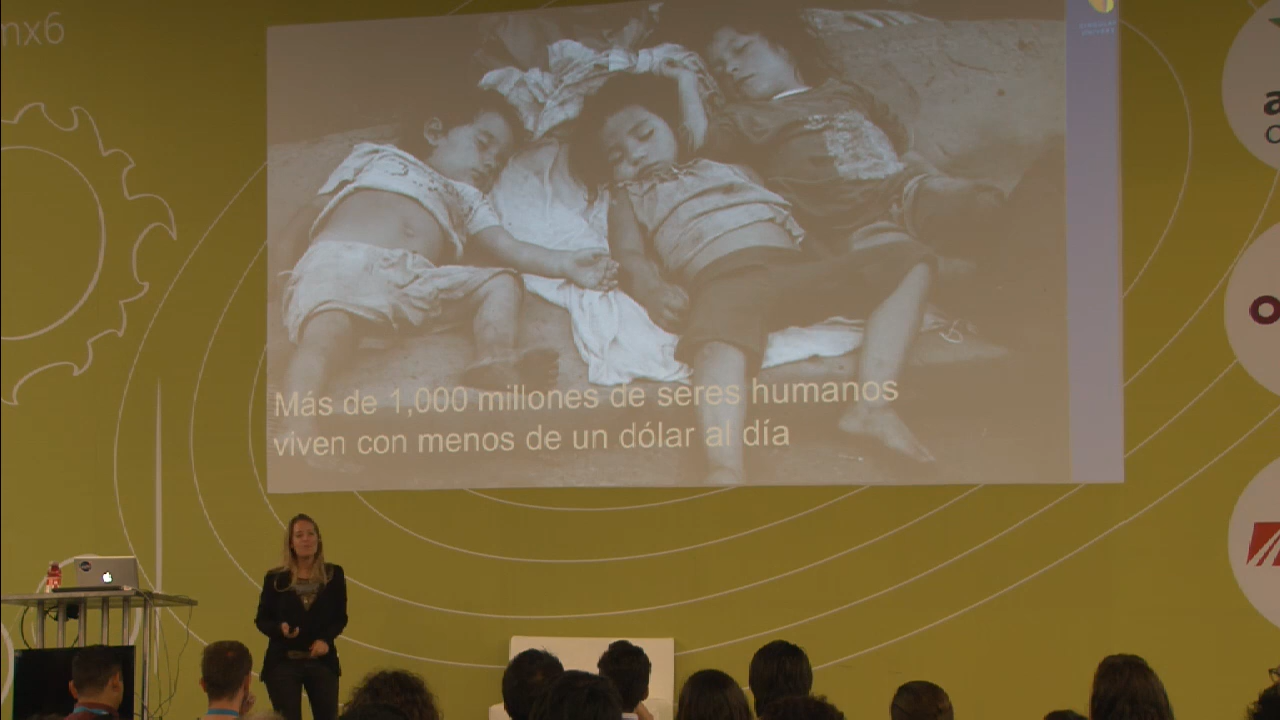 mx6
Más de 1,000 millones de seres humanos
viven con menos de un dólar al día